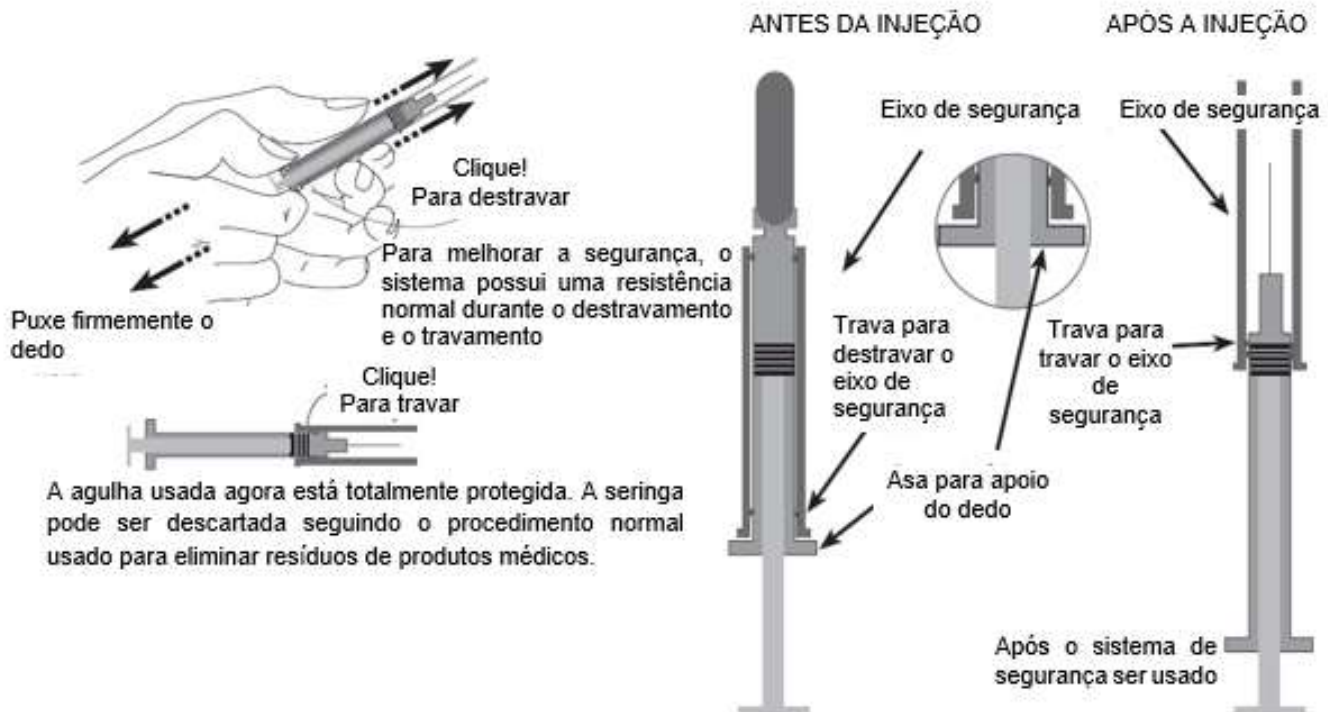 ANTES DA INJEÇÃO
APÓS A INJEÇÃO
Clique!
Para destravar
Para melhorar a segurança, o
sistema possui uma resistência
normal durante o destravamento
e o travamento
Puxe firmemente o
dedo
Clique!
Para travar
A agulha usada agora está totalmente protegida. A seringa
pode ser descartada seguindo o procedimento normal
usado para eliminar resíduos de produtos médicos.
Eixo de segurança
Trava para
destravar o
eixo de
segurança
Asa para apoio
do dedo
Eixo de segurança
Trava para
travar o eixo
de
segurança
Após o sistema de
segurança ser usado